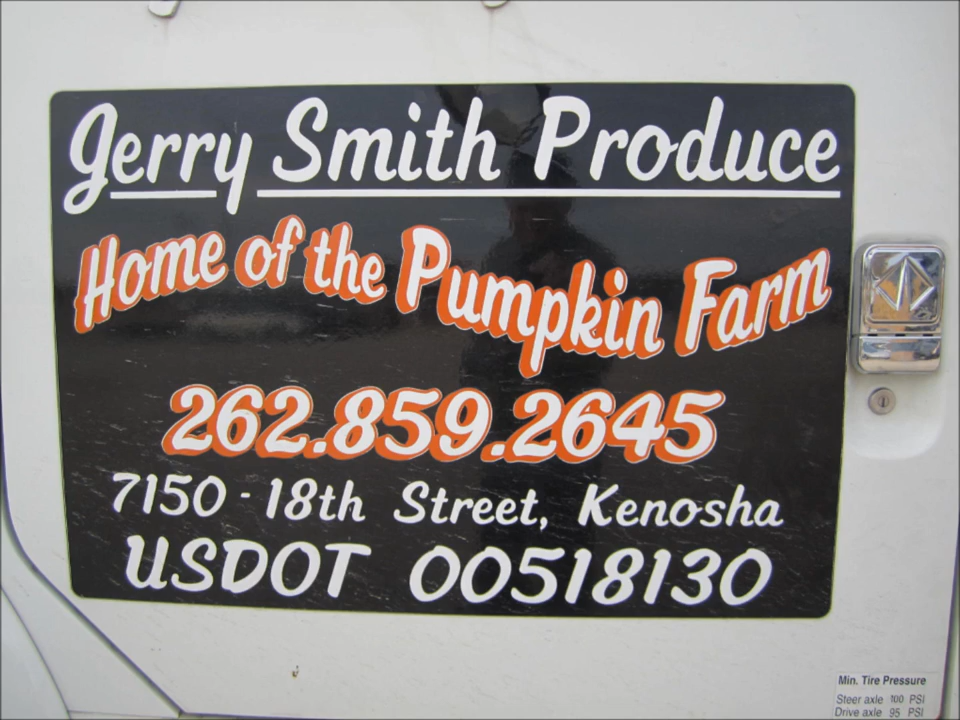 Jerry Smith Produce
Home of the Pumpkin Farm
262.859.2645
7150 - 18th Street, Kenosha
USDOT 00518130
Min. Tire Pressure
Steer axle 100 PSI
Drive axle 95 PSI